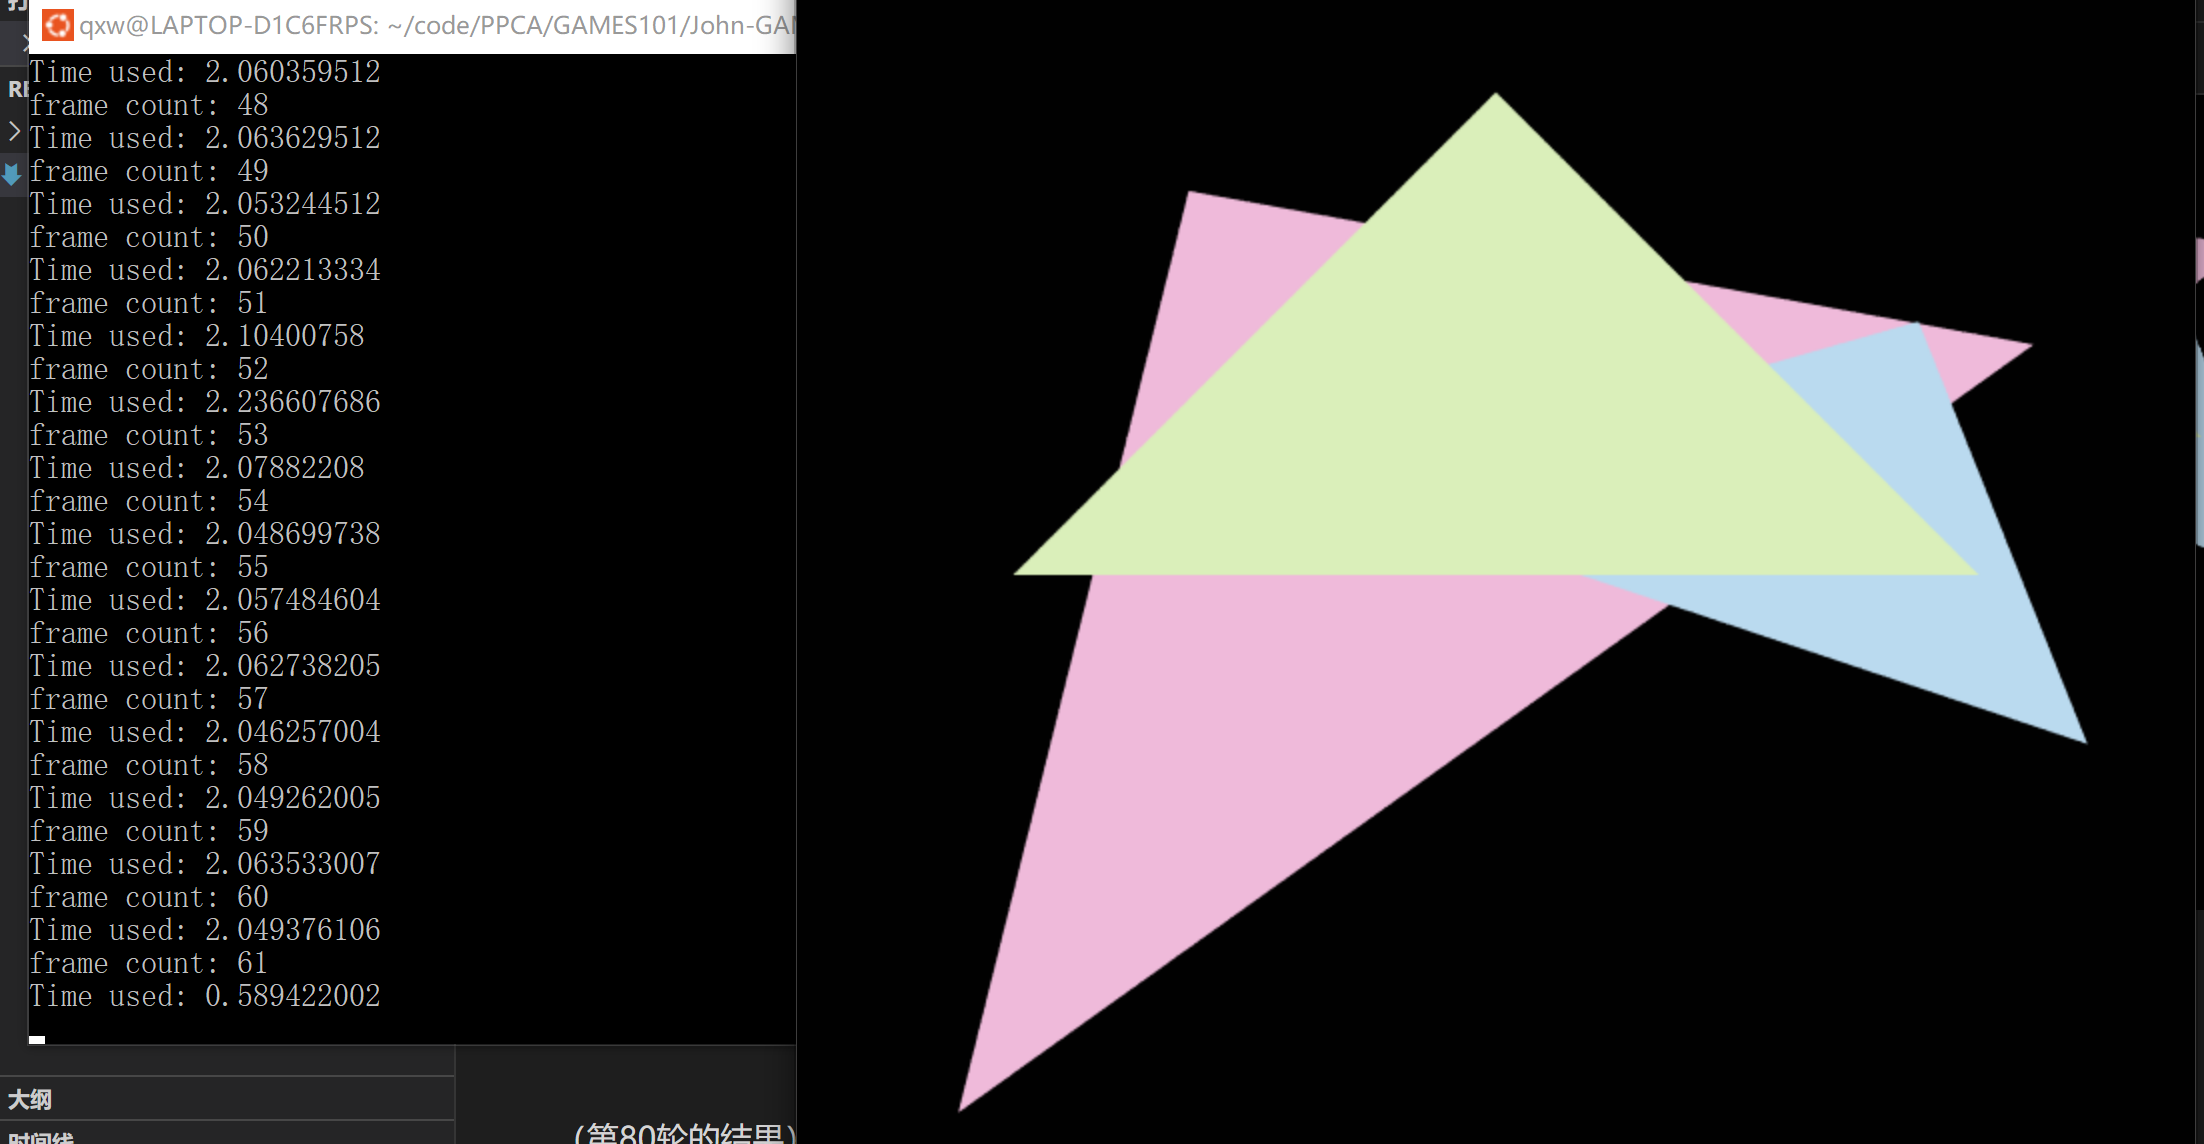 qxw@LAPTOP-D1C6FRPS: ~/code/PPCA/GAMES101/John-GAM
Time used: 2.060359512
frame count: 48
Time used: 2.063629512
frame count: 49
Time used: 2.053244512
frame count: 50
Time used: 2.062213334
frame count: 51
Time used: 2.10400758
frame count: 52
Time used: 2.236607686
frame count: 53
Time used: 2.07882208
frame count: 54
Time used: 2.048699738
frame count: 55
Time used: 2.057484604
frame count: 56
Time used: 2.062738205
frame count: 57
Time used: 2.046257004
frame count: 58
Time used: 2.049262005
frame count: 59
Time used: 2.063533007
frame count: 60
Time used: 2.049376106
frame count: 61
Time used: 0.589422002
大纲
时间线
(第80轮的结果)